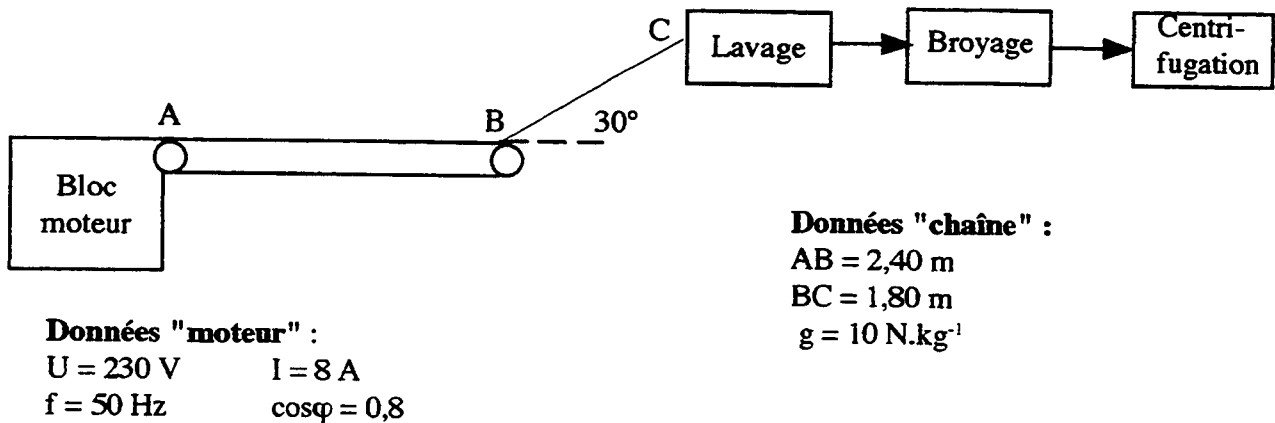 C
Lavage
Broyage
Centri-
fugation
A
B
30°
Bloc
moteur
Données "chaîne" :
AB = 2,40 m
BC = 1,80 m
g = 10 N.kg⁻¹
Données "moteur" :
U = 230 V I = 8 A
f = 50 Hz cosφ = 0,8